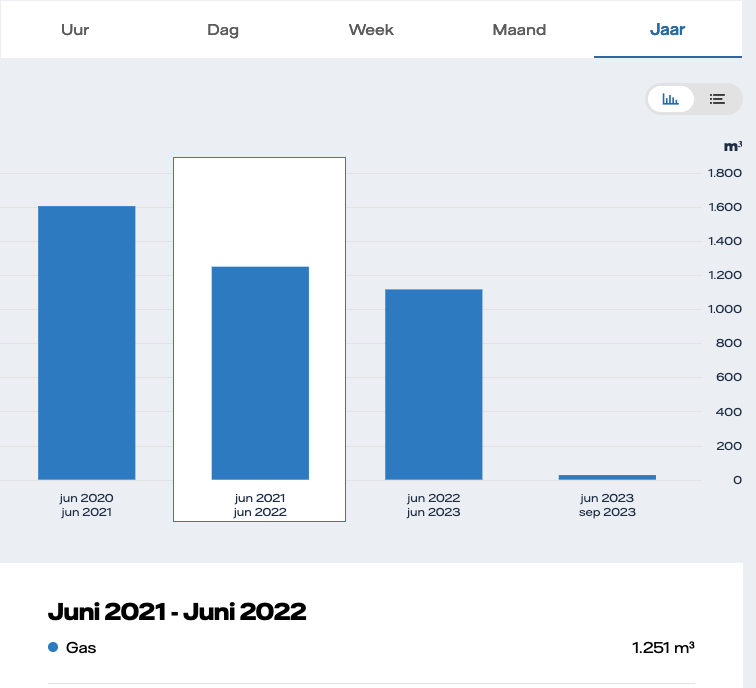 Uur Dag Week Maand Jaar
m³
1.800
1.600
1.400
1.200
1.000
800
600
400
200
0
jun 2020 jun 2021 jun 2022 jun 2023
jun 2021 jun 2022 jun 2023 sep 2023
Juni 2021 - Juni 2022
Gas 1.251 m³